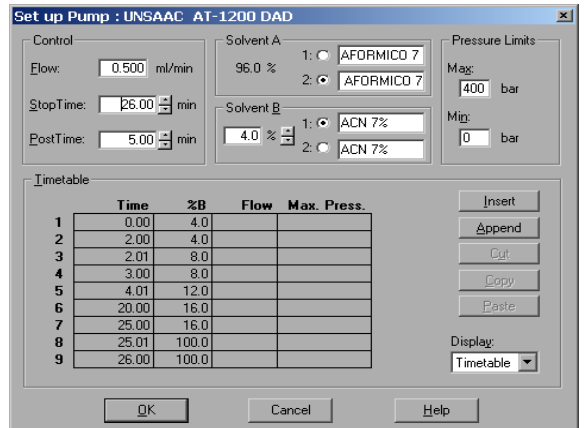 Set up Pump : UNSAAC AT-1200 DAD
Control
Flow: 0.500 ml/min
StopTime: 26.00 min
PostTime: 5.00 min
Solvent A
96.0 %
1: AFORMICO 7
2: AFORMICO 7
Solvent B
4.0 %
1: ACN 7%
2: ACN 7%
Pressure Limits
Max:
400 bar
Min:
0 bar
Timetable
Time %B Flow Max. Press.
1 0.00 4.0
2 2.00 4.0
3 2.01 8.0
4 3.00 8.0
5 4.01 12.0
6 20.00 16.0
7 25.00 16.0
8 25.01 100.0
9 26.00 100.0
Insert
Append
Cut
Copy
Paste
Display:
Timetable
OK Cancel Help